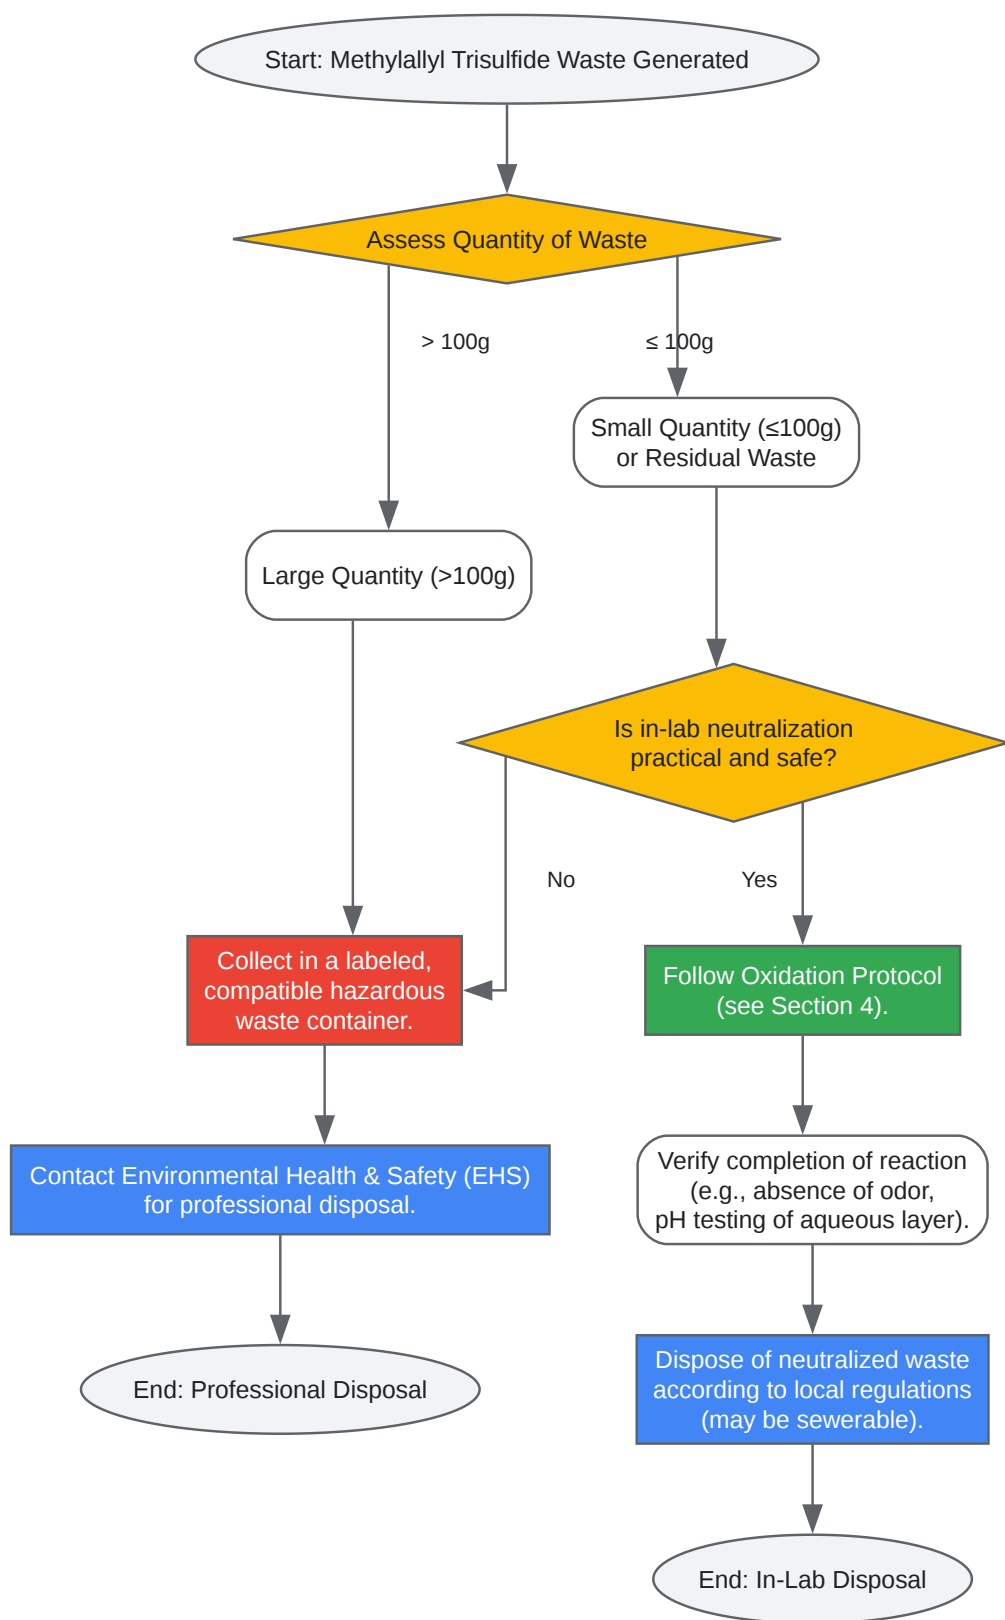 Start: Methylallyl Trisulfide Waste Generated
Assess Quantity of Waste
> 100g
≤ 100g
Small Quantity (≤100g)
or Residual Waste
Large Quantity (>100g)
Is in-lab neutralization
practical and safe?
No
Yes
Collect in a labeled,
compatible hazardous
waste container.
Follow Oxidation Protocol
(see Section 4).
Contact Environmental Health & Safety (EHS)
for professional disposal.
Verify completion of reaction
(e.g., absence of odor,
pH testing of aqueous layer).
End: Professional Disposal
Dispose of neutralized waste
according to local regulations
(may be sewerable).
End: In-Lab Disposal